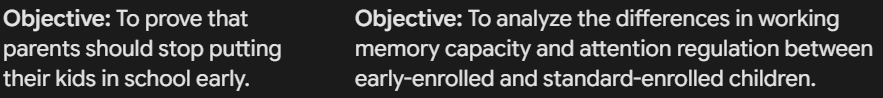 Objective: To prove that
parents should stop putting
their kids in school early.
Objective: To analyze the differences in working
memory capacity and attention regulation between
early-enrolled and standard-enrolled children.